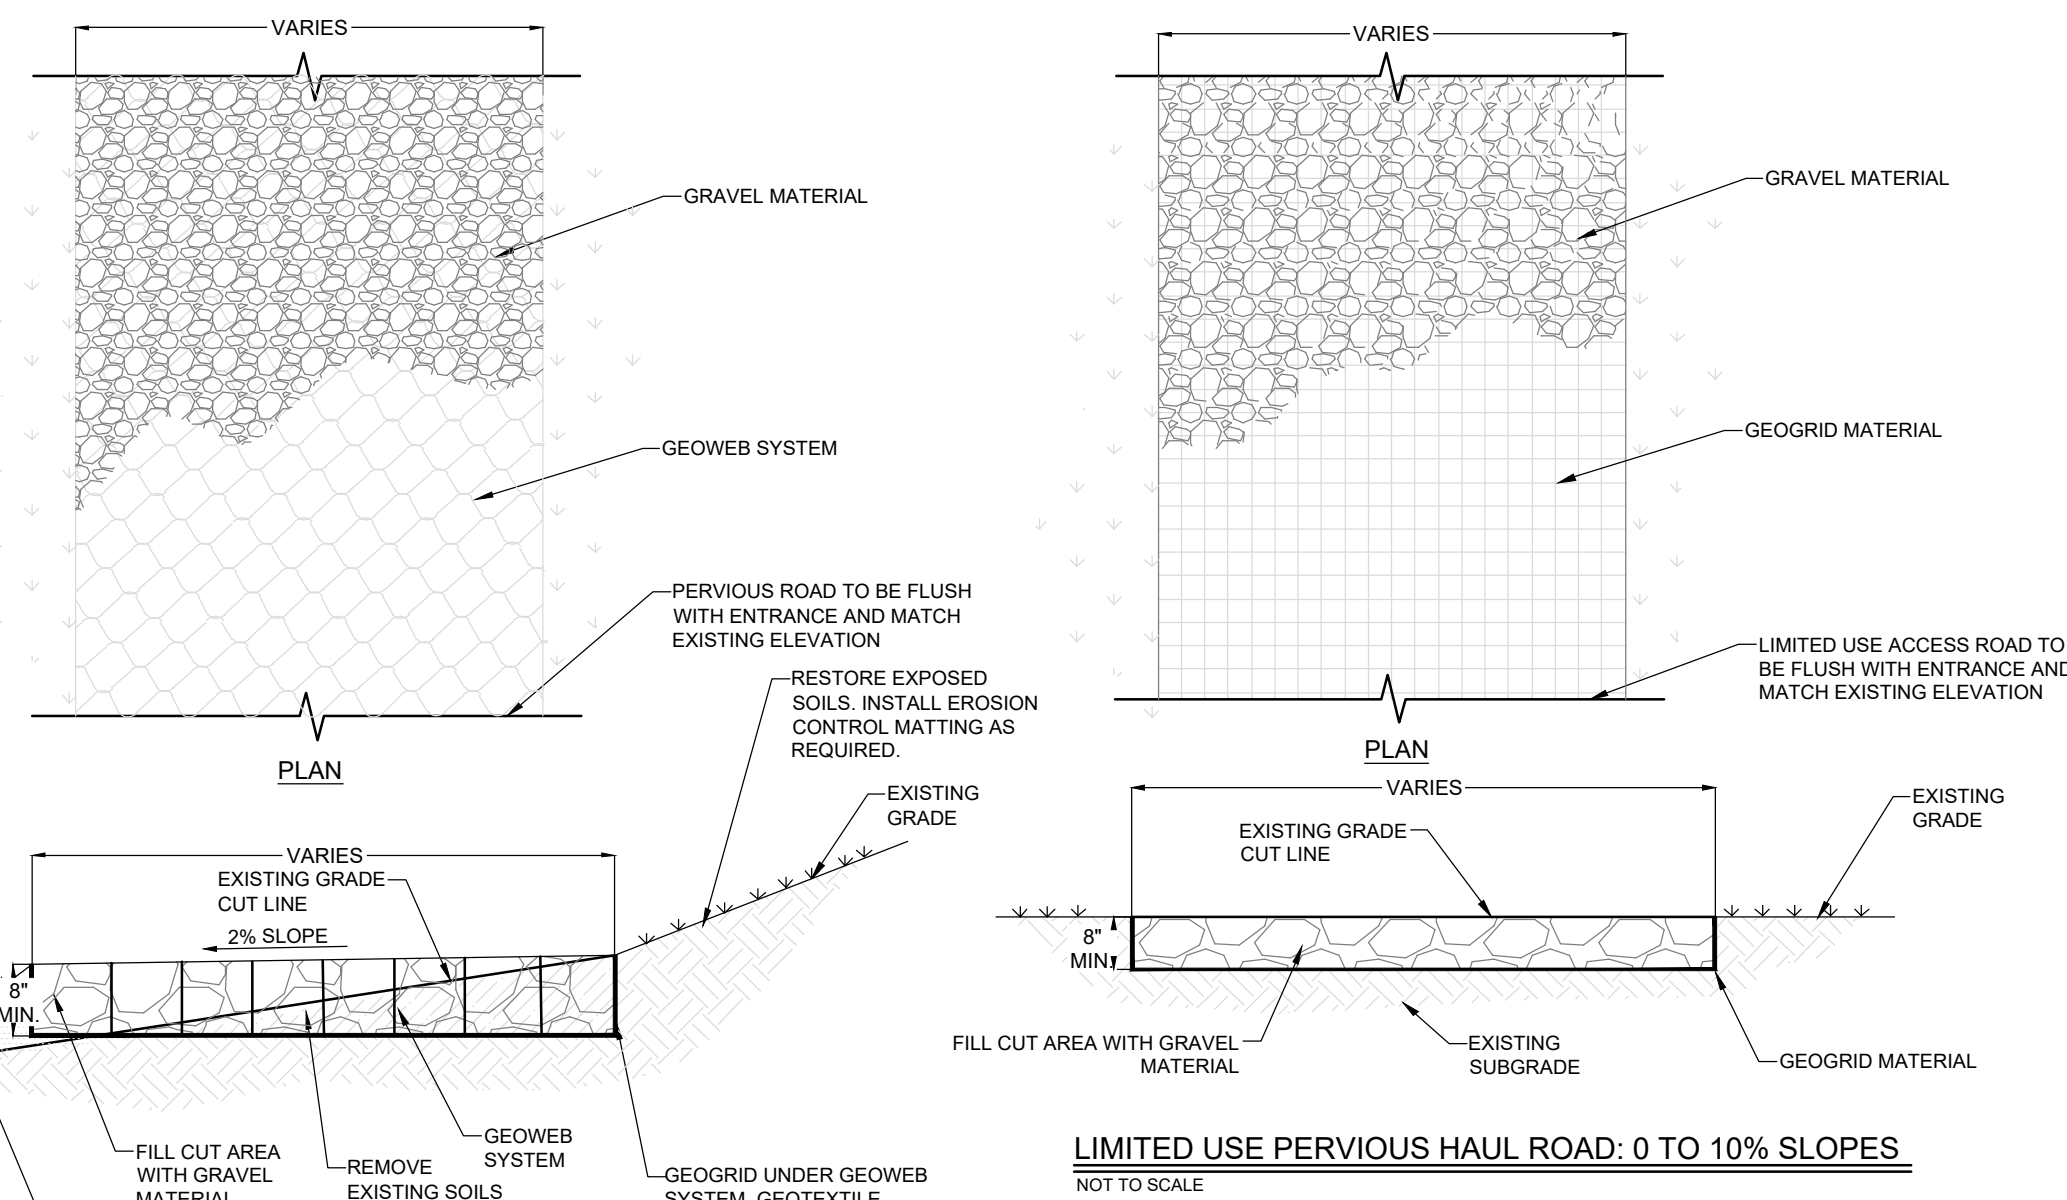 VARIES
GRAVEL MATERIAL
GEOWEB SYSTEM
PERVIOUS ROAD TO BE FLUSH
WITH ENTRANCE AND MATCH
EXISTING ELEVATION
PLAN
RESTORE EXPOSED
SOILS. INSTALL EROSION
CONTROL MATTING AS
REQUIRED.
EXISTING
GRADE
VARIES
EXISTING GRADE
CUT LINE
2% SLOPE
8"
MIN.
FILL CUT AREA
WITH GRAVEL
MATERIAL
REMOVE
EXISTING SOILS
GEOWEB
SYSTEM
GEOGRID UNDER GEOWEB
SYSTEM. GEOTEXTILE
VARIES
GRAVEL MATERIAL
GEOGRID MATERIAL
LIMITED USE ACCESS ROAD TO
BE FLUSH WITH ENTRANCE AND
MATCH EXISTING ELEVATION
PLAN
VARIES
EXISTING GRADE
CUT LINE
EXISTING
GRADE
8"
MIN.
FILL CUT AREA WITH GRAVEL
MATERIAL
EXISTING
SUBGRADE
GEOGRID MATERIAL
LIMITED USE PERVIOUS HAUL ROAD: 0 TO 10% SLOPES
NOT TO SCALE